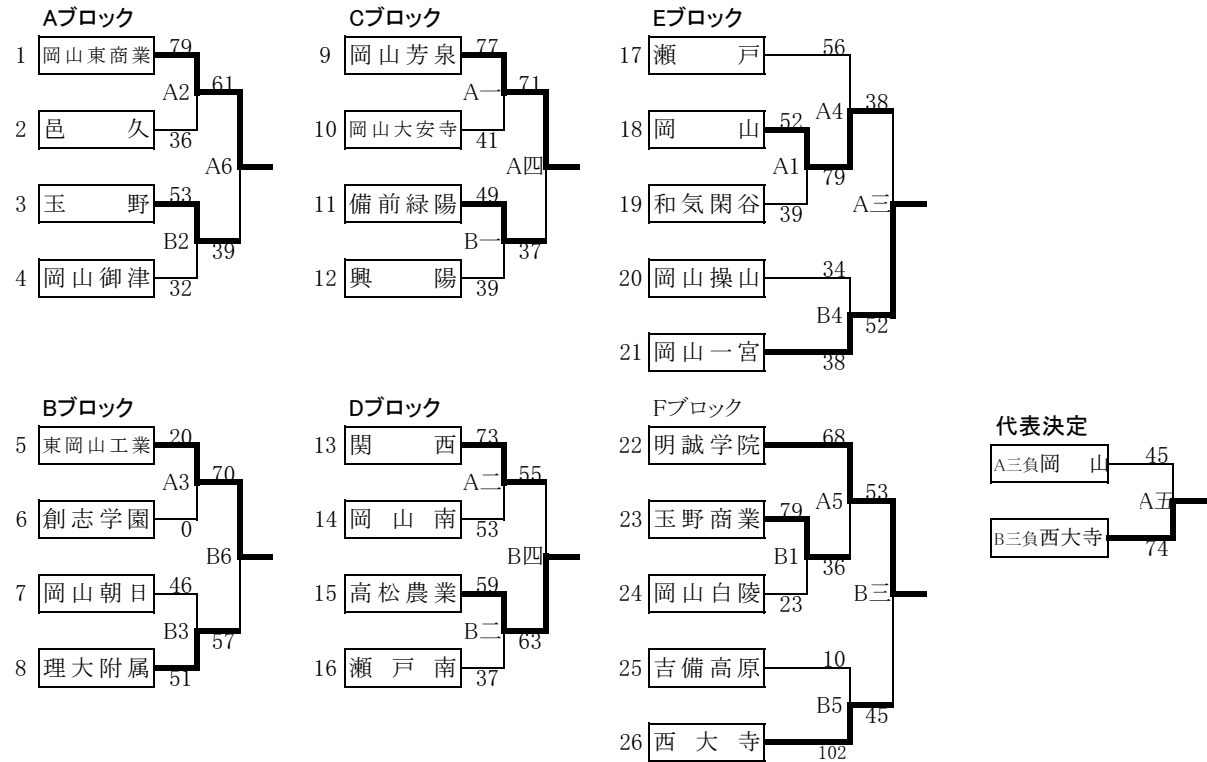 Aブロック
1 岡山東商業 79
61
A2
2 邑久 36
A6
3 玉野 53
B2
39
4 岡山御津 32
Cブロック
9 岡山芳泉 77
71
A一
10 岡山大安寺 41
A四
11 備前緑陽 49
B一
37
12 興陽 39
Eブロック
17 瀬戸 56
38
A4
18 岡山 52
A1
79
19 和気閑谷 39
A三
20 岡山操山 34
B4
52
21 岡山一宮 38
Bブロック
5 東岡山工業 20
70
A3
6 創志学園 0
B6
7 岡山朝日 46
B3
57
8 理大附属 51
Dブロック
13 関西 73
55
A二
14 岡山南 53
B四
15 高松農業 59
B二
63
16 瀬戸南 37
Fブロック
22 明誠学院 68
53
A5
23 玉野商業 79
B1
36
24 岡山白陵 23
B三
25 吉備高原 10
B5
45
26 西大寺 102
代表決定
A三負岡山 45
A五
B三負西大寺 74